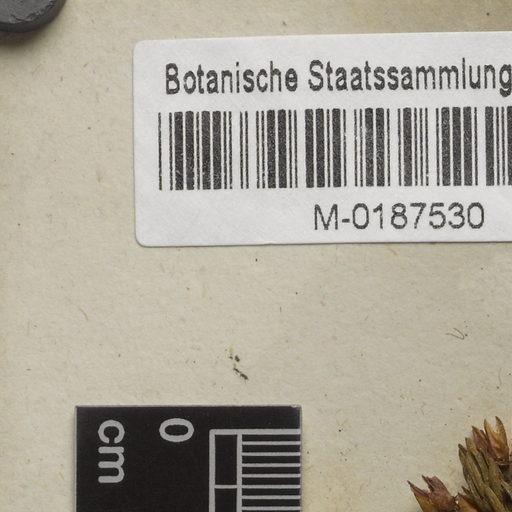 Botanische Staatssammlung
M-0187530
0
cm